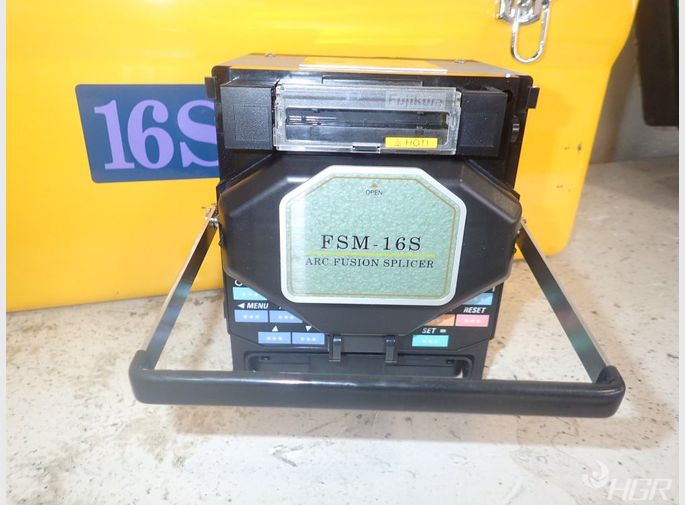 16S
Fujikura
⚠ HOT!
OPEN
FSM-16S
ARC FUSION SPLICER
◀ MENU
RESET
▲ ▼
SET =
HGR